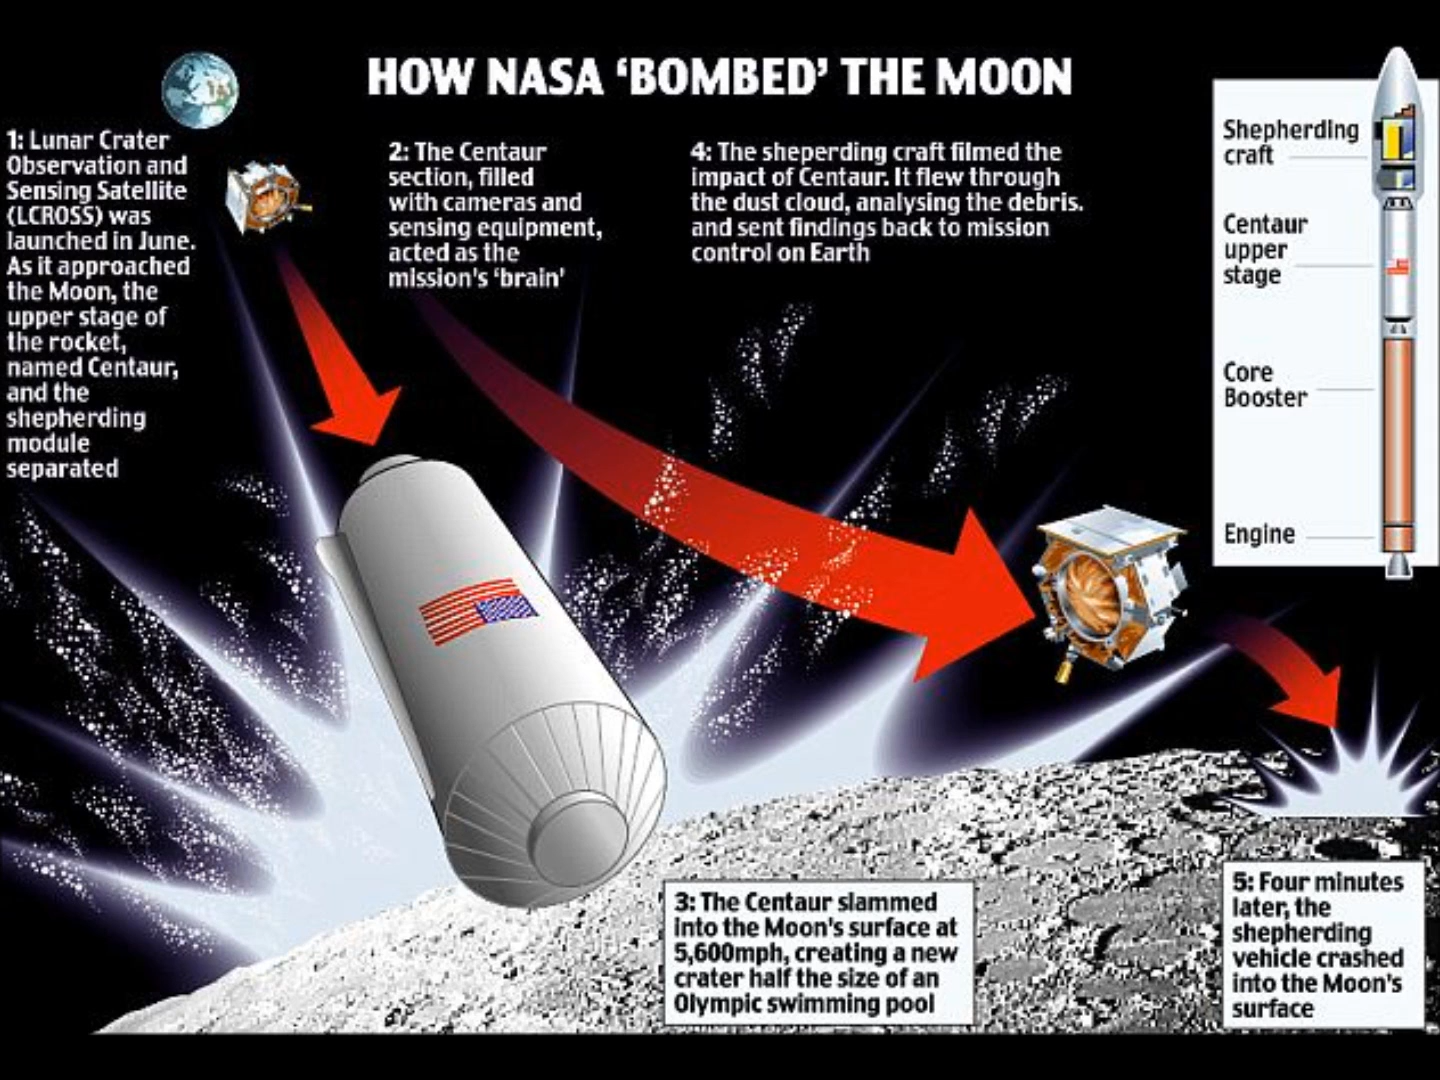 HOW NASA ‘BOMBED’ THE MOON
1: Lunar Crater
Observation and
Sensing Satellite
(LCROSS) was
launched in June.
As it approached
the Moon, the
upper stage of
the rocket,
named Centaur,
and the
shepherding
module
separated
2: The Centaur
section, filled
with cameras and
sensing equipment,
acted as the
mission's ‘brain’
4: The sheperding craft filmed the
impact of Centaur. It flew through
the dust cloud, analysing the debris.
and sent findings back to mission
control on Earth
Shepherding
craft
Centaur
upper
stage
Core
Booster
Engine
3: The Centaur slammed
into the Moon's surface at
5,600mph, creating a new
crater half the size of an
Olympic swimming pool
5: Four minutes
later, the
shepherding
vehicle crashed
into the Moon's
surface